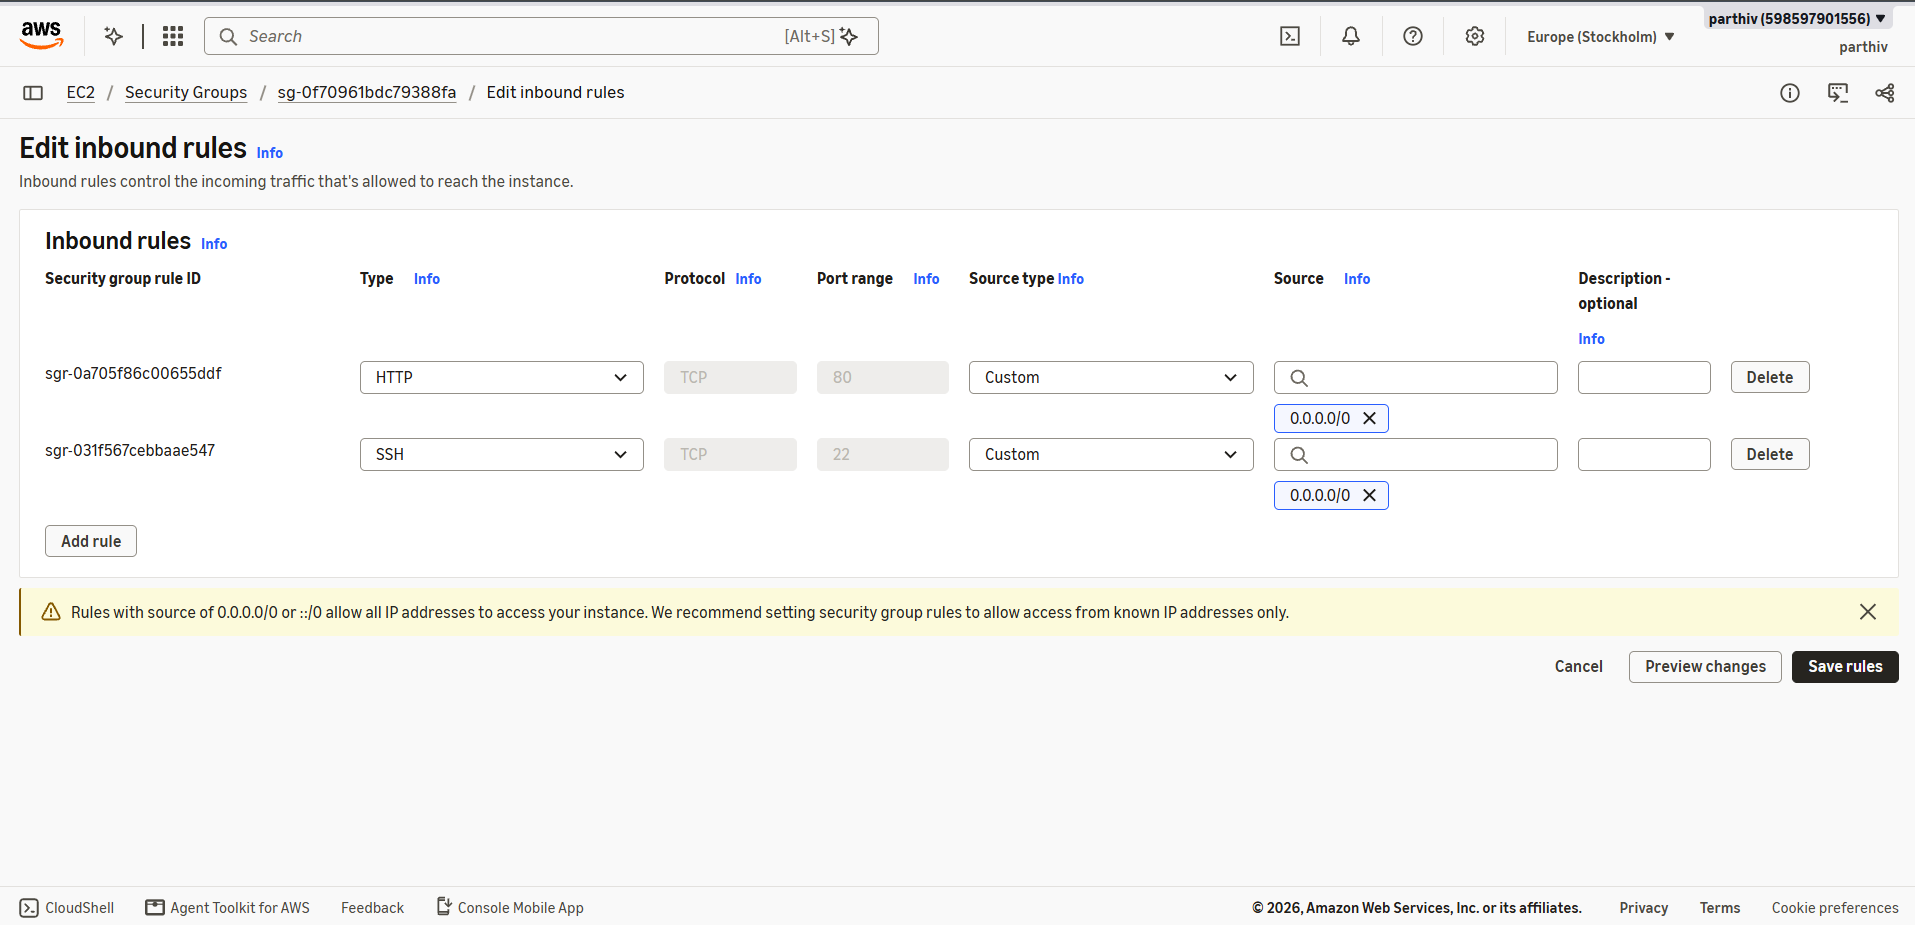 aws
Search [Alt+S]
Europe (Stockholm) ▼
parthiv (598597901556) ▼
parthiv
EC2 / Security Groups / sg-0f70961bdc79388fa / Edit inbound rules
Edit inbound rules Info
Inbound rules control the incoming traffic that's allowed to reach the instance.
Inbound rules Info
Security group rule ID Type Info Protocol Info Port range Info Source type Info Source Info Description -
optional
Info
sgr-0a705f86c00655ddf HTTP TCP 80 Custom Delete
0.0.0.0/0
sgr-031f567cebbaae547 SSH TCP 22 Custom Delete
0.0.0.0/0
Add rule
Rules with source of 0.0.0.0/0 or ::/0 allow all IP addresses to access your instance. We recommend setting security group rules to allow access from known IP addresses only.
Cancel Preview changes Save rules
CloudShell Agent Toolkit for AWS Feedback Console Mobile App © 2026, Amazon Web Services, Inc. or its affiliates. Privacy Terms Cookie preferences